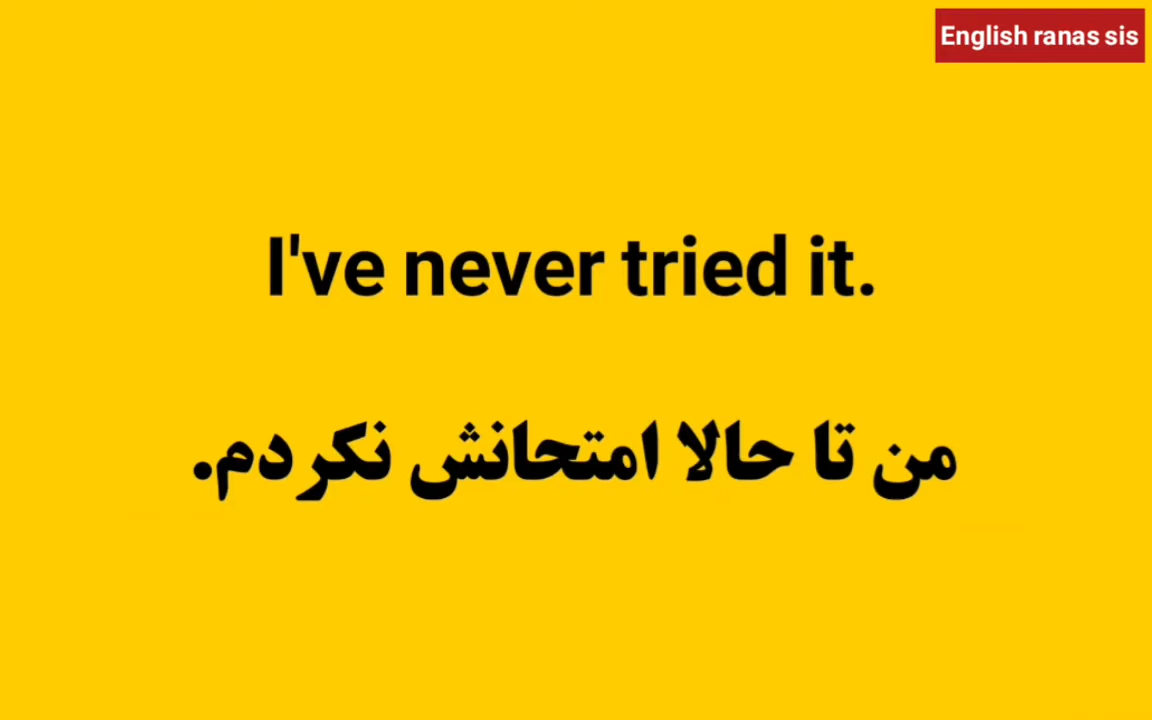 English ranas sis
I've never tried it.
من تا حالا امتحانش نکردم.